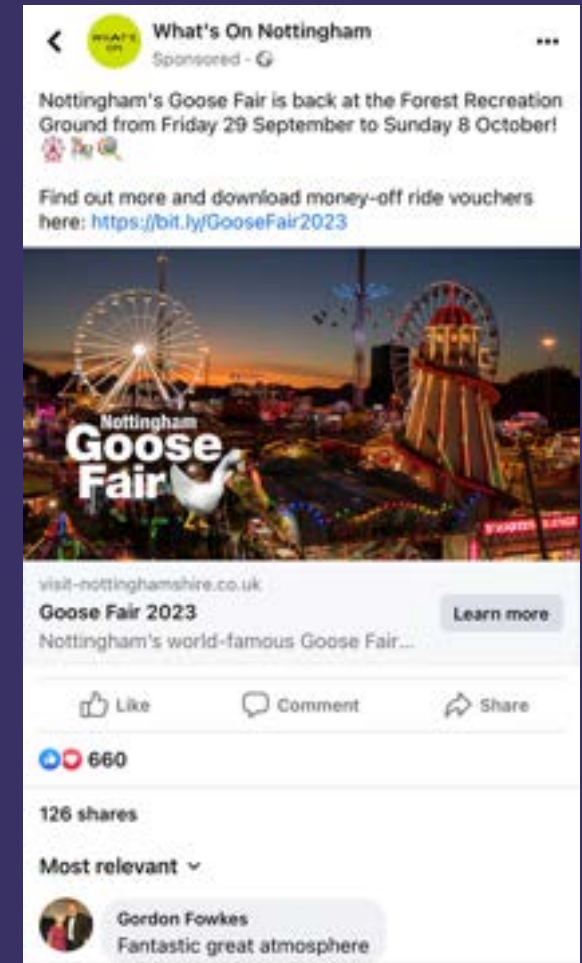 WHAT'S
ON
What's On Nottingham
Sponsored -
Nottingham's Goose Fair is back at the Forest Recreation
Ground from Friday 29 September to Sunday 8 October!
Find out more and download money-off ride vouchers
here: https://bit.ly/GooseFair2023
Nottingham
Goose
Fair
visit-nottinghamshire.co.uk
Goose Fair 2023
Learn more
Nottingham's world-famous Goose Fair...
Like
Comment
Share
660
126 shares
Most relevant
Gordon Fowkes
Fantastic great atmosphere